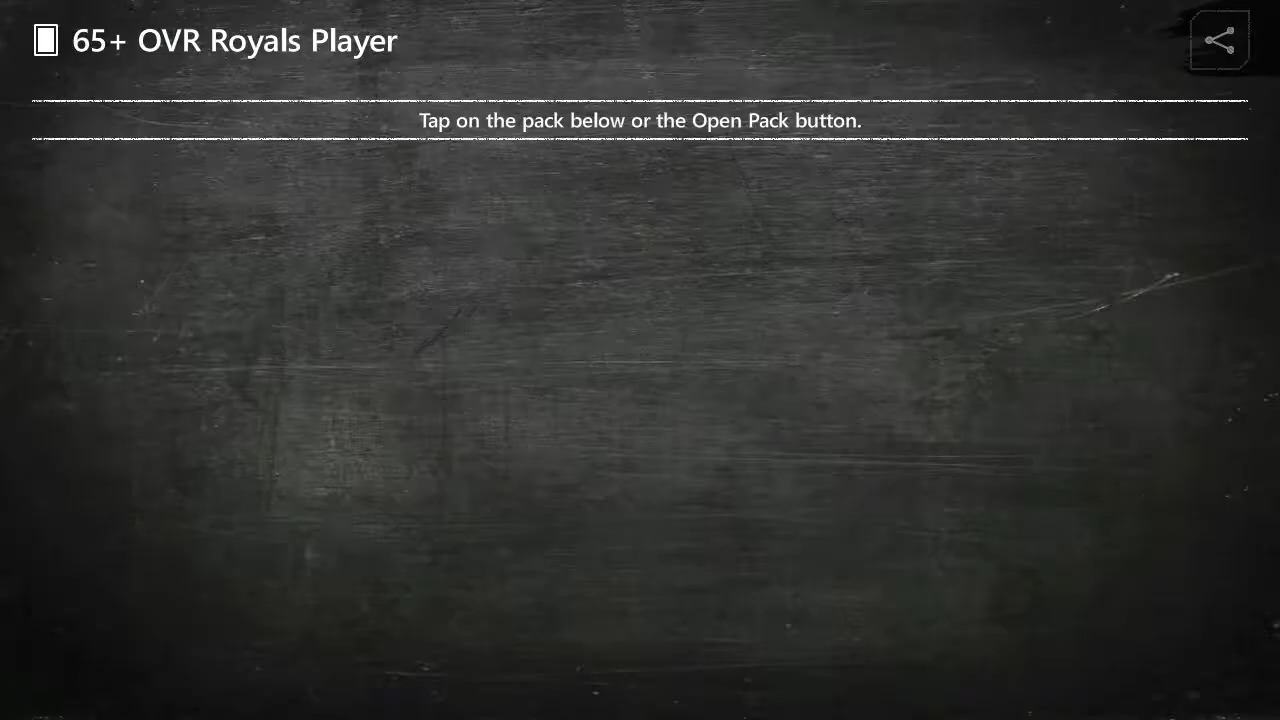 65+ OVR Royals Player
Tap on the pack below or the Open Pack button.